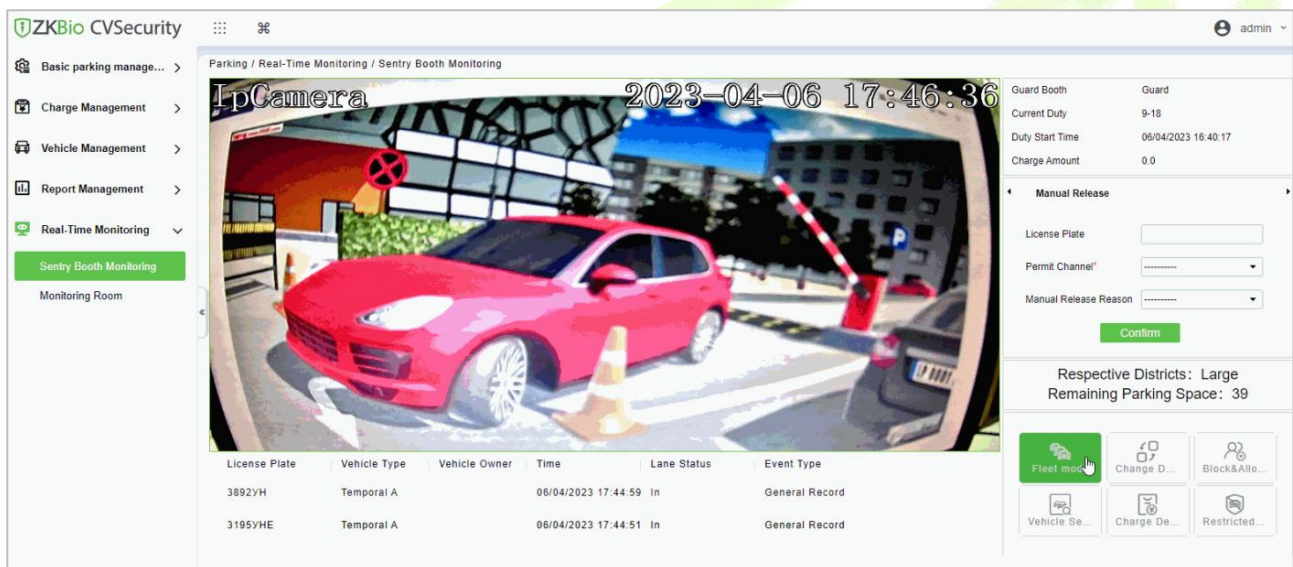 ZKBio CVSecurity
admin
Basic parking manage...
Charge Management
Vehicle Management
Report Management
Real-Time Monitoring
Sentry Booth Monitoring
Monitoring Room
Parking / Real-Time Monitoring / Sentry Booth Monitoring
IpCamera 2023-04-06 17:46:36
P
License Plate Vehicle Type Vehicle Owner Time Lane Status Event Type
3892УН Temporal A 06/04/2023 17:44:59 In General Record
3195УНЕ Temporal A 06/04/2023 17:44:51 In General Record
Guard Booth Guard
Current Duty 9-18
Duty Start Time 06/04/2023 16:40:17
Charge Amount 0.0
Manual Release
License Plate
Permit Channel* ----------
Manual Release Reason ----------
Confirm
Respective Districts: Large
Remaining Parking Space: 39
Fleet mod Change D... Block&Allo...
Vehicle Se... Charge De... Restricted...